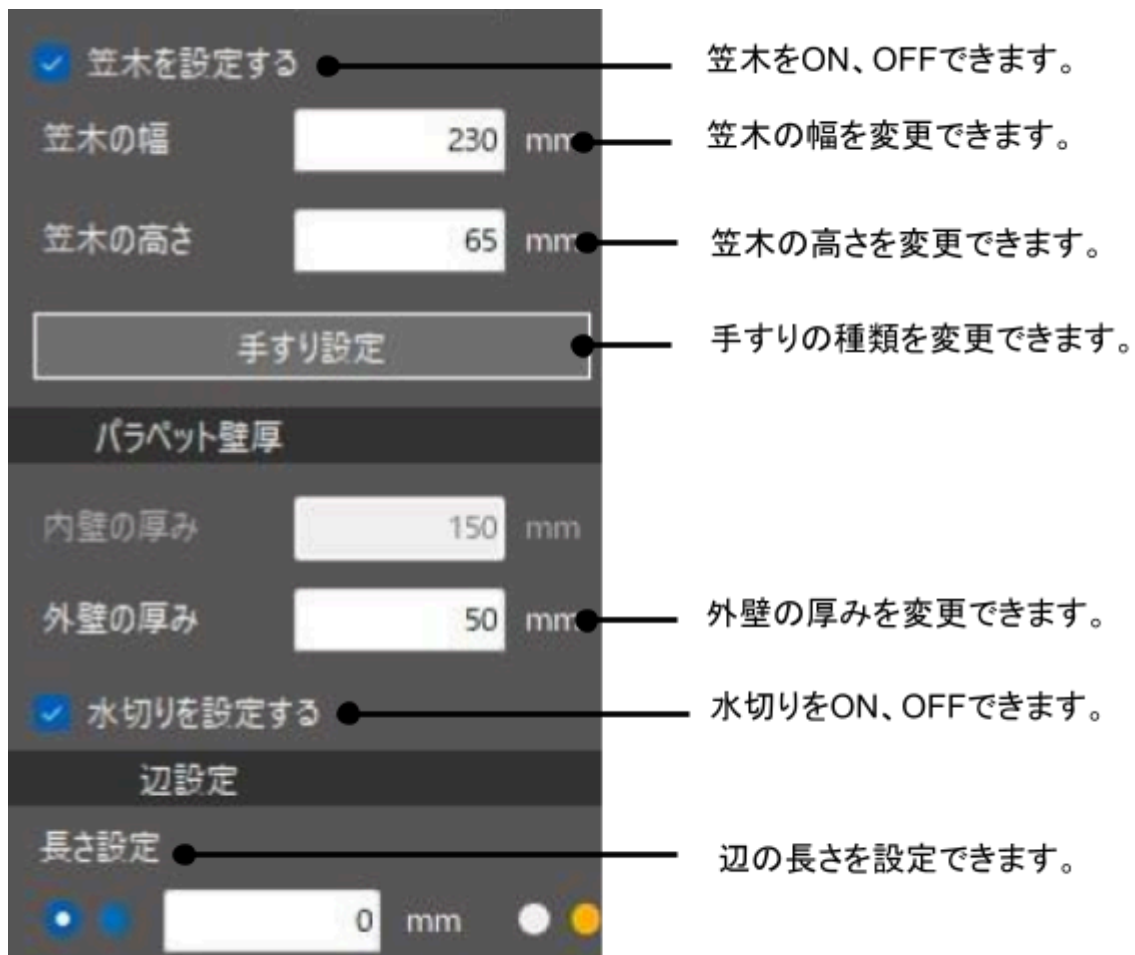 笠木を設定する 笠木をON、OFFできます。
笠木の幅 230 mm 笠木の幅を変更できます。
笠木の高さ 65 mm 笠木の高さを変更できます。
手すり設定 手すりの種類を変更できます。
パラペット壁厚
内壁の厚み 150 mm
外壁の厚み 50 mm 外壁の厚みを変更できます。
水切りを設定する 水切りをON、OFFできます。
辺設定
長さ設定 辺の長さを設定できます。
0 mm